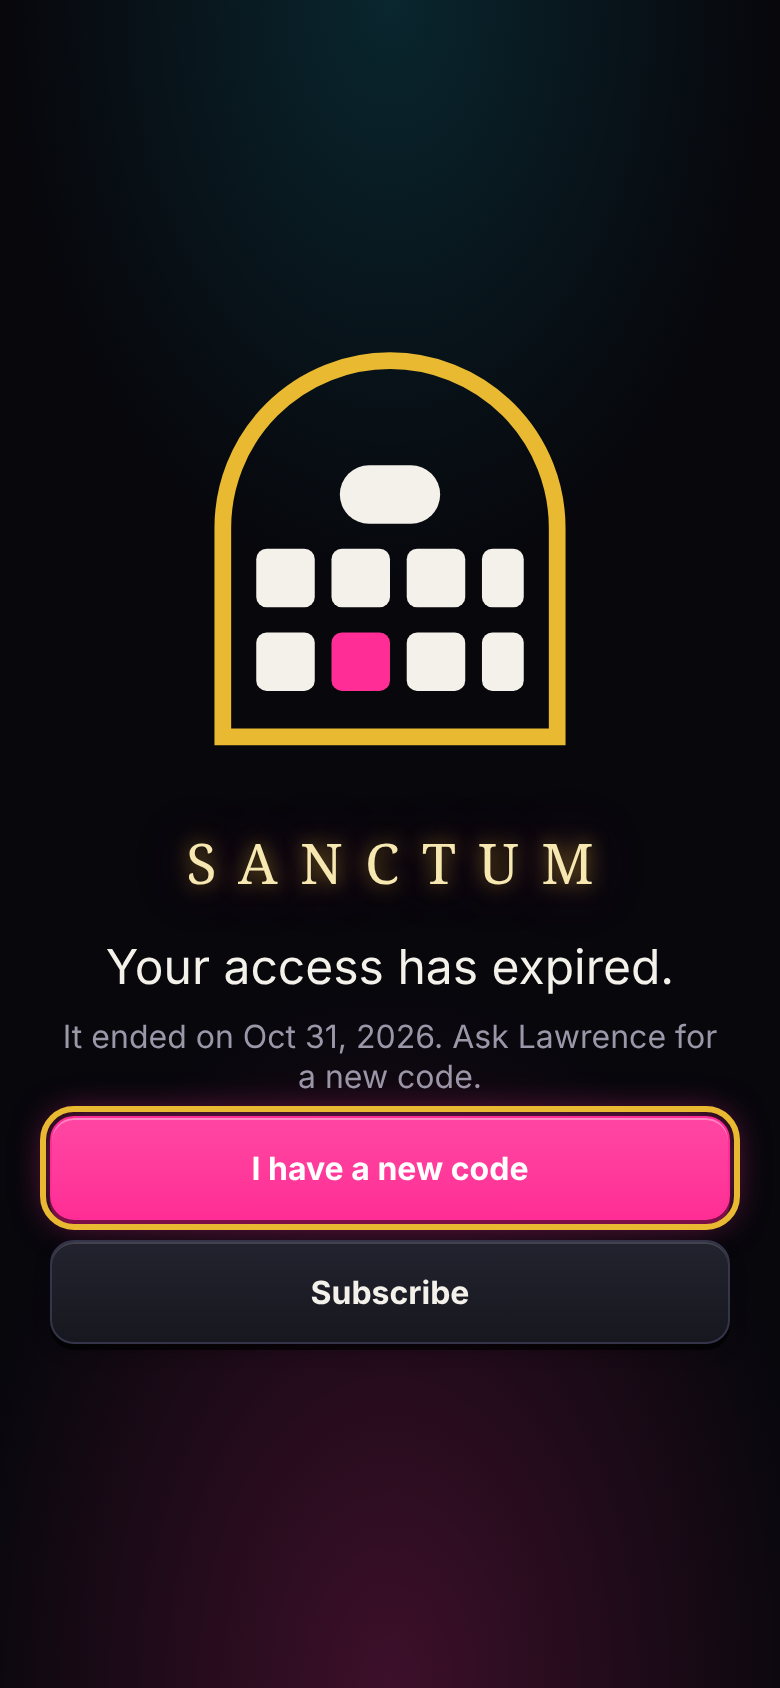 SANCTUM
Your access has expired.
It ended on Oct 31, 2026. Ask Lawrence for
a new code.
I have a new code
Subscribe